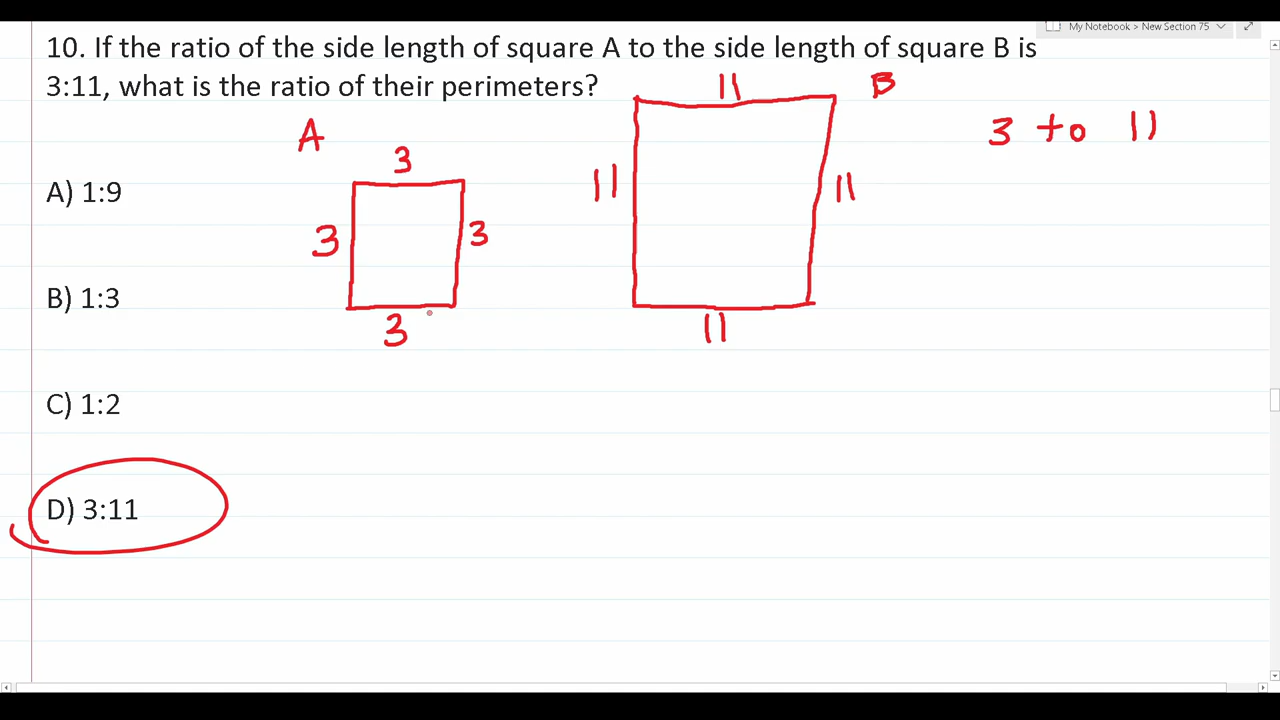 My Notebook > New Section 75
10. If the ratio of the side length of square A to the side length of square B is
3:11, what is the ratio of their perimeters?
11
B
3 to 11
A
3
A) 1:9
11
11
3
3
B) 1:3
3
11
C) 1:2
D) 3:11